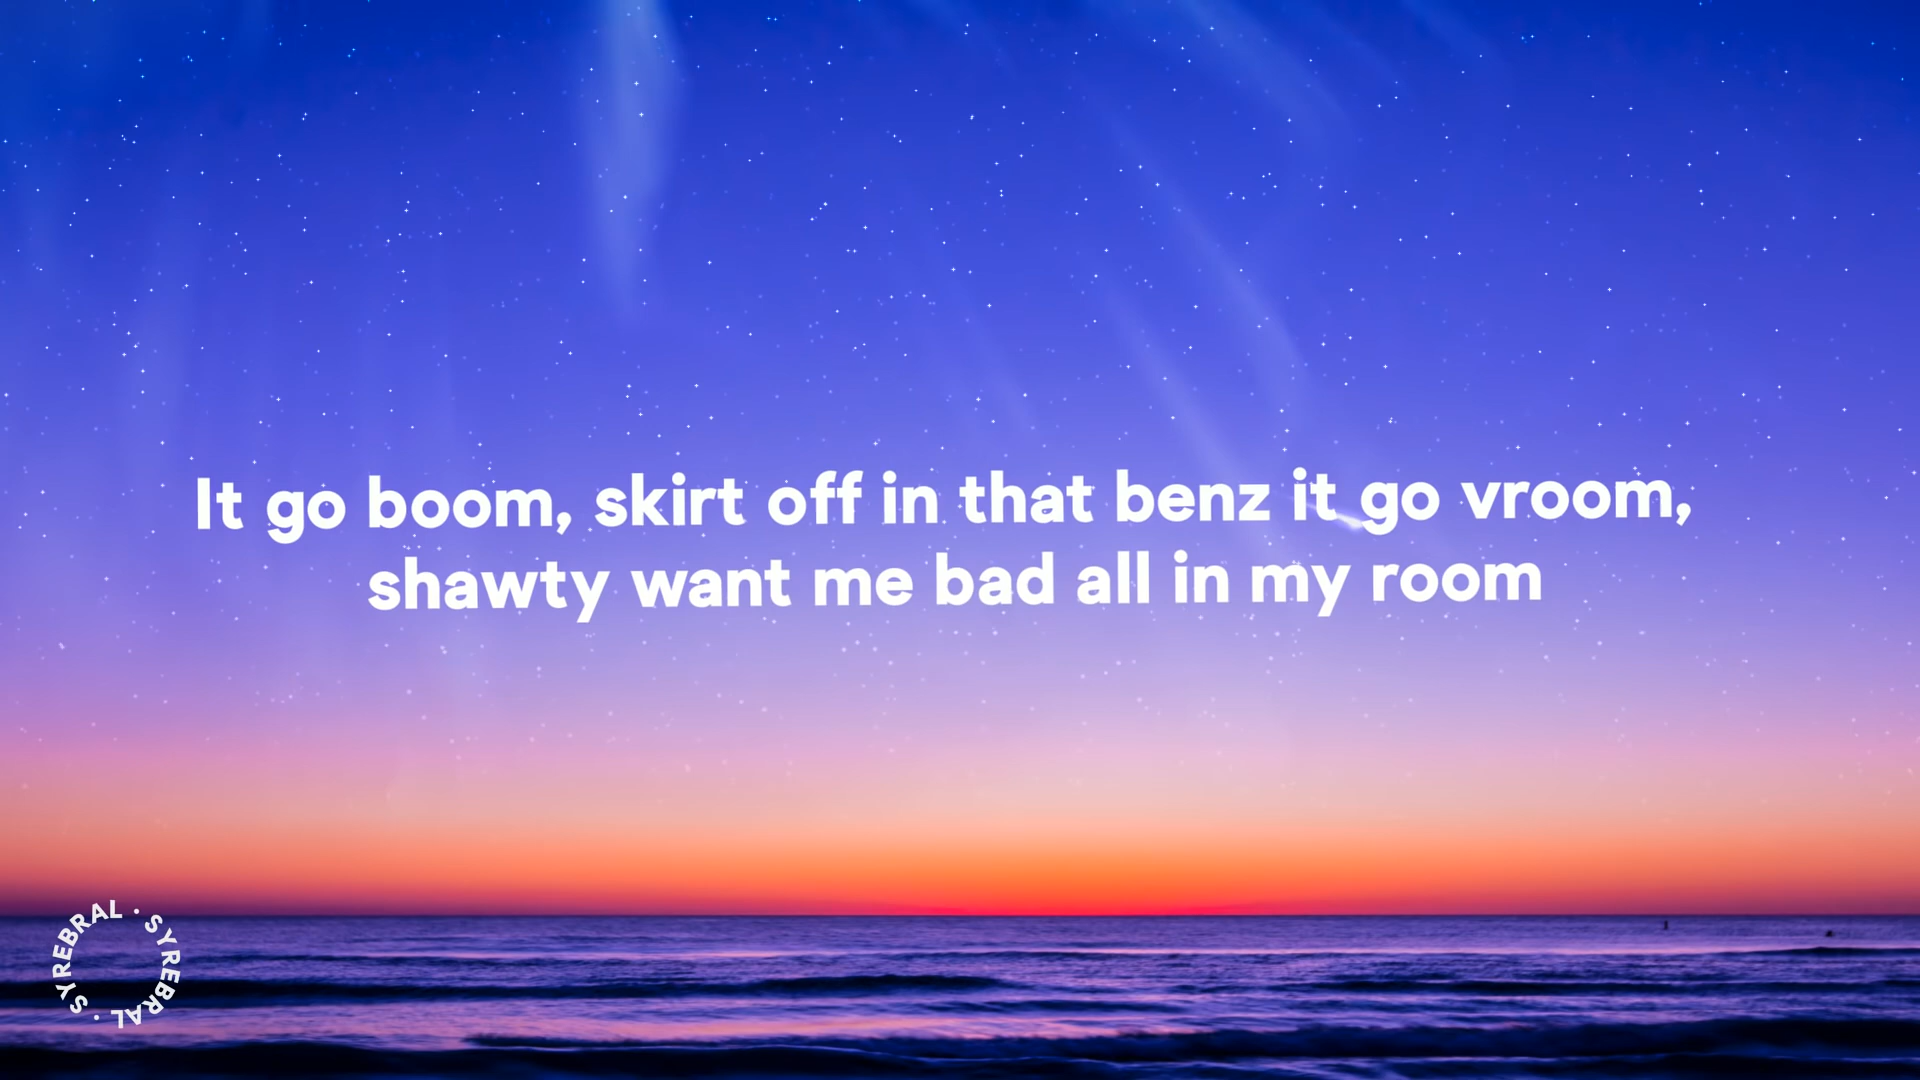 It go boom, skirt off in that benz it go vroom,
shawty want me bad all in my room
SYREBRAL · SYREBRAL ·